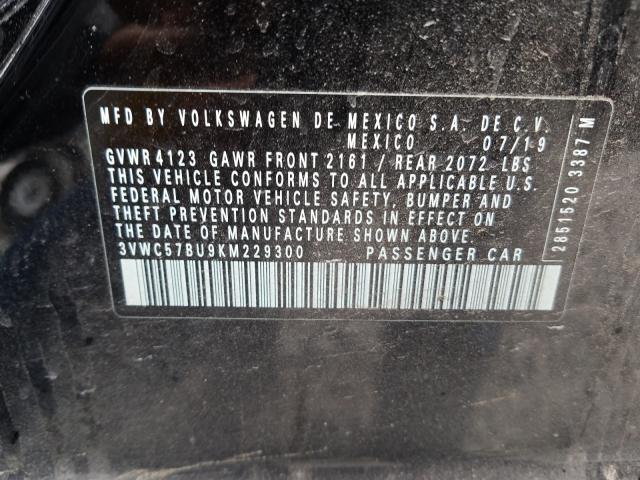 MFD BY VOLKSWAGEN DE MEXICO S.A. DE C.V.
MEXICO 07/19
GVWR 4123 GAWR FRONT 2161 / REAR 2072 LBS
THIS VEHICLE CONFORMS TO ALL APPLICABLE U.S.
FEDERAL MOTOR VEHICLE SAFETY, BUMPER AND
THEFT PREVENTION STANDARDS IN EFFECT ON
THE DATE OF MANUFACTURE SHOWN ABOVE.
3VWC57BU9KM229300 PASSENGER CAR
2851520 3387 M